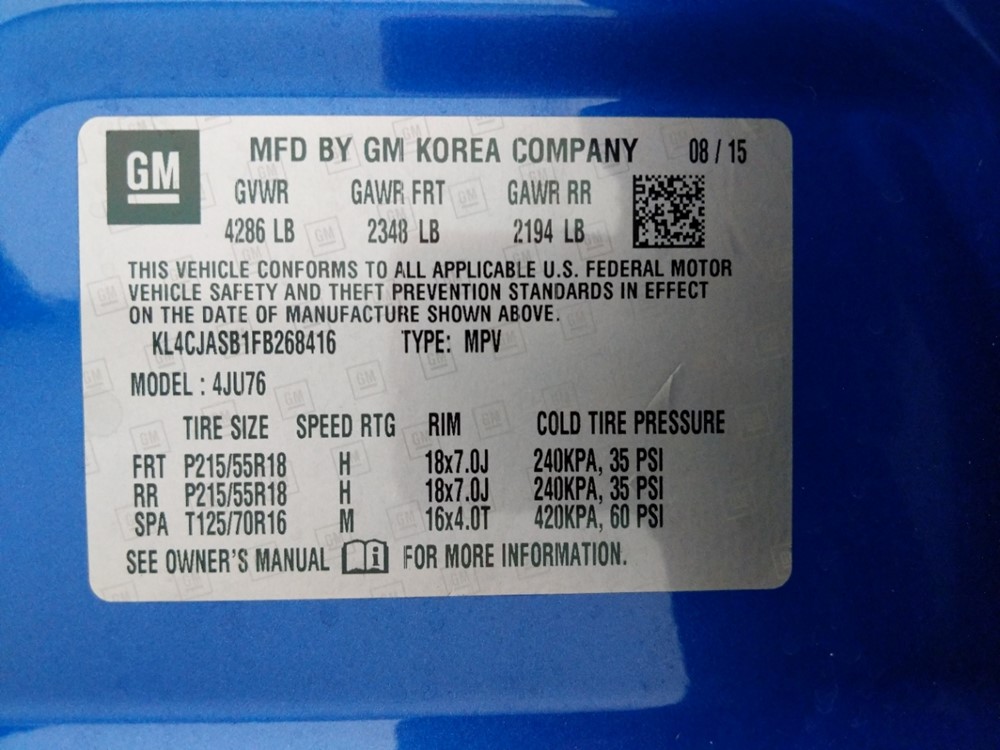 GM
MFD BY GM KOREA COMPANY 08 / 15
GVWR GAWR FRT GAWR RR
4286 LB 2348 LB 2194 LB
THIS VEHICLE CONFORMS TO ALL APPLICABLE U.S. FEDERAL MOTOR
VEHICLE SAFETY AND THEFT PREVENTION STANDARDS IN EFFECT
ON THE DATE OF MANUFACTURE SHOWN ABOVE.
KL4CJASB1FB268416 TYPE: MPV
MODEL : 4JU76
TIRE SIZE SPEED RTG RIM COLD TIRE PRESSURE
FRT P215/55R18 H 18x7.0J 240KPA, 35 PSI
RR P215/55R18 H 18x7.0J 240KPA, 35 PSI
SPA T125/70R16 M 16x4.0T 420KPA, 60 PSI
SEE OWNER'S MANUAL i FOR MORE INFORMATION.